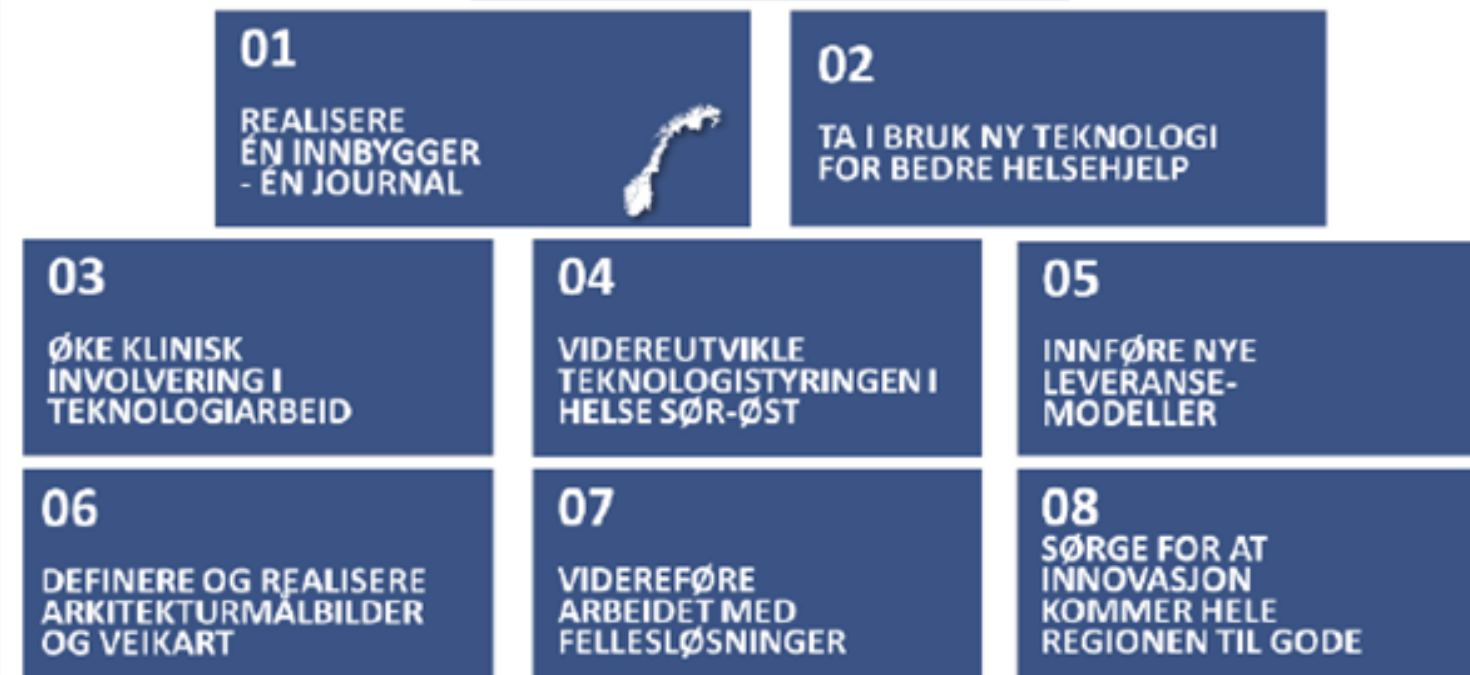 01
REALISERE
ÉN INNBYGGER
- ÉN JOURNAL
02
TA I BRUK NY TEKNOLOGI
FOR BEDRE HELSEHJELP
03
ØKE KLINISK
INVOLVERING I
TEKNOLOGIARBEID
04
VIDEREUTVIKLE
TEKNOLOGISTYRINGEN I
HELSE SØR-ØST
05
INNFØRE NYE
LEVERANSE-
MODELLER
06
DEFINERE OG REALISERE
ARKITEKTURMÅLBILDER
OG VEIKART
07
VIDEREFØRE
ARBEIDET MED
FELLESLØSNINGER
08
SØRGE FOR AT
INNOVASJON
KOMMER HELE
REGIONEN TIL GODE